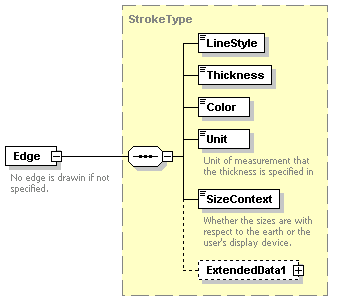 StrokeType
LineStyle
Thickness
Color
Unit
Unit of measurement that
the thickness is specified in
Edge
No edge is drawin if not
specified.
SizeContext
Whether the sizes are with
respect to the earth or the
user's display device.
ExtendedData1